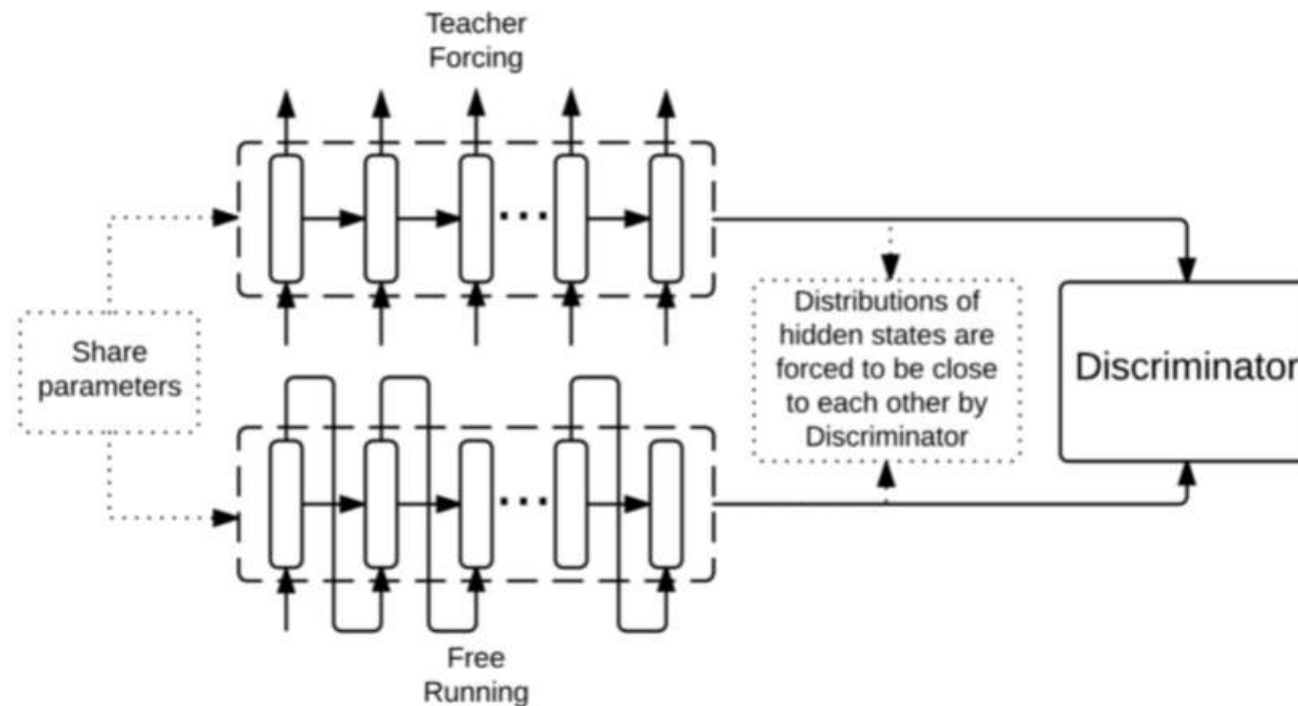 Teacher
Forcing
Share
parameters
Distributions of
hidden states are
forced to be close
to each other by
Discriminator
Discriminator
Free
Running